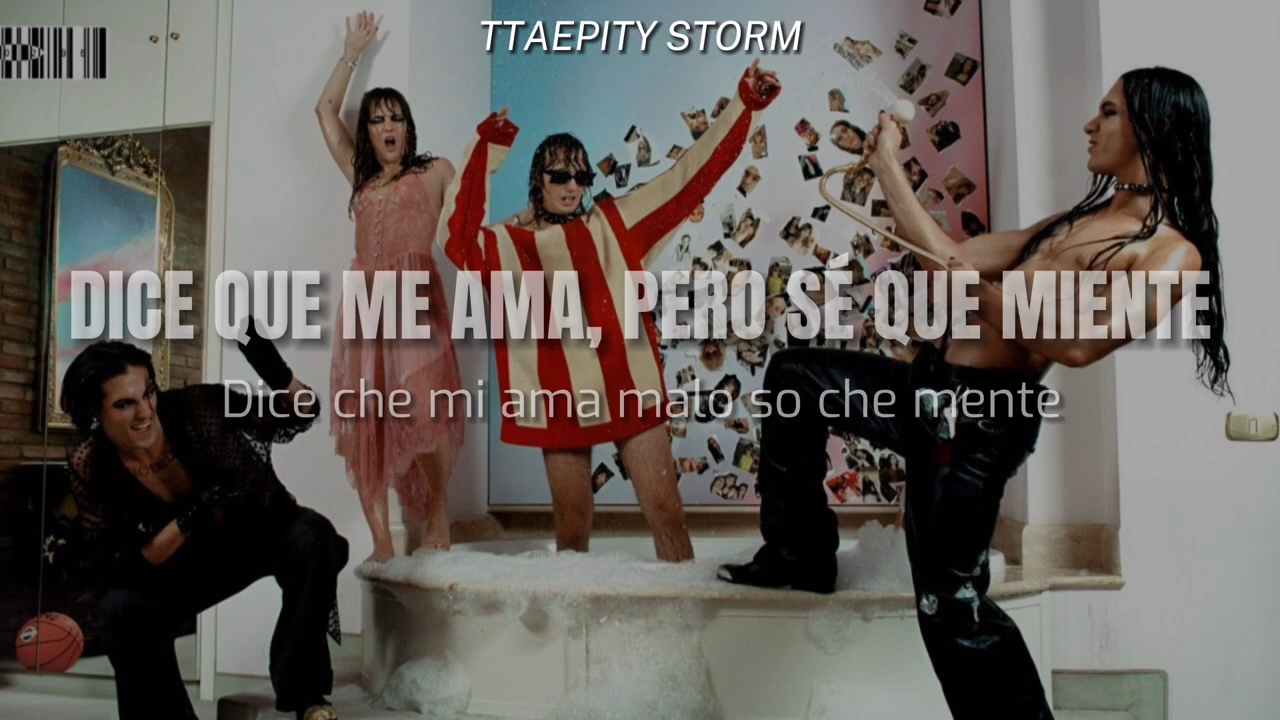 TTAEPITY STORM
DICE QUE ME AMA, PERO SÉ QUE MIENTE
Dice che mi ama malo so che mente